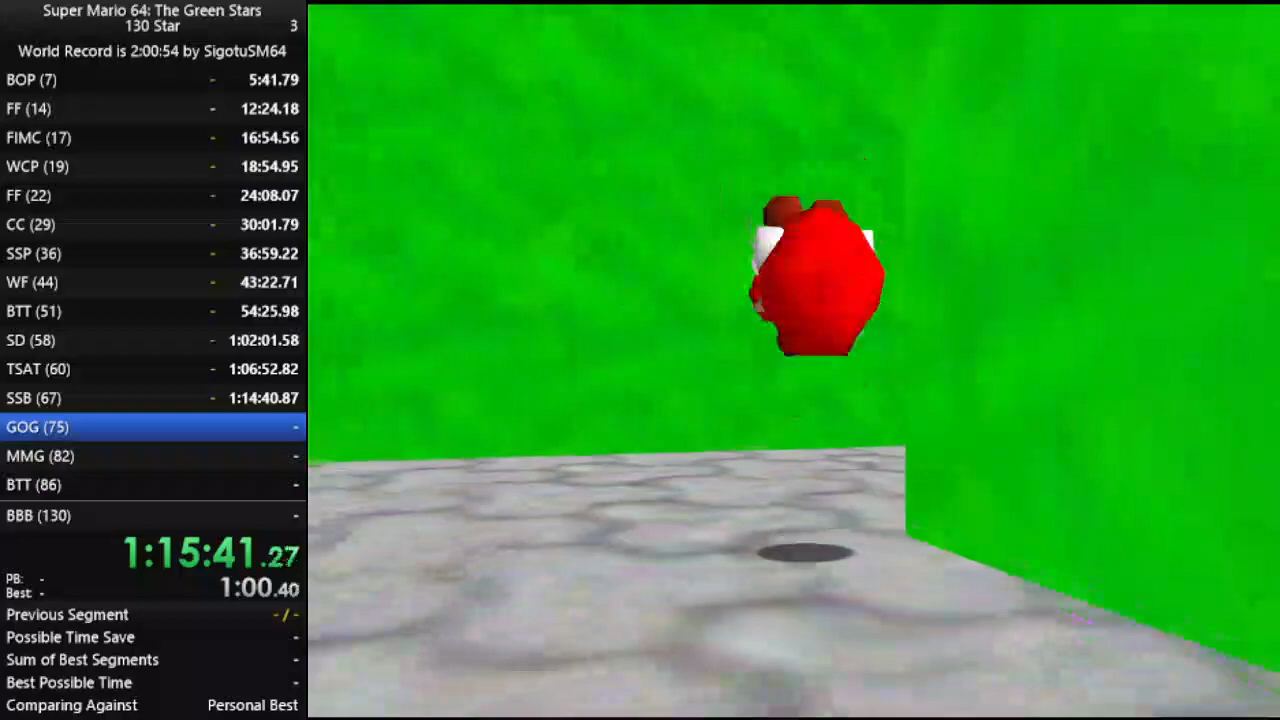 Super Mario 64: The Green Stars
130 Star 3
World Record is 2:00:54 by SigotuSM64
BOP (7) - 5:41.79
FF (14) - 12:24.18
FIMC (17) - 16:54.56
WCP (19) - 18:54.95
FF (22) - 24:08.07
CC (29) - 30:01.79
SSP (36) - 36:59.22
WF (44) - 43:22.71
BTT (51) - 54:25.98
SD (58) - 1:02:01.58
TSAT (60) - 1:06:52.82
SSB (67) - 1:14:40.87
GOG (75) -
MMG (82) -
BTT (86) -
BBB (130) -
1:15:41.27
PB: -
Best: -
1:00.40
Previous Segment - / -
Possible Time Save -
Sum of Best Segments -
Best Possible Time -
Comparing Against Personal Best